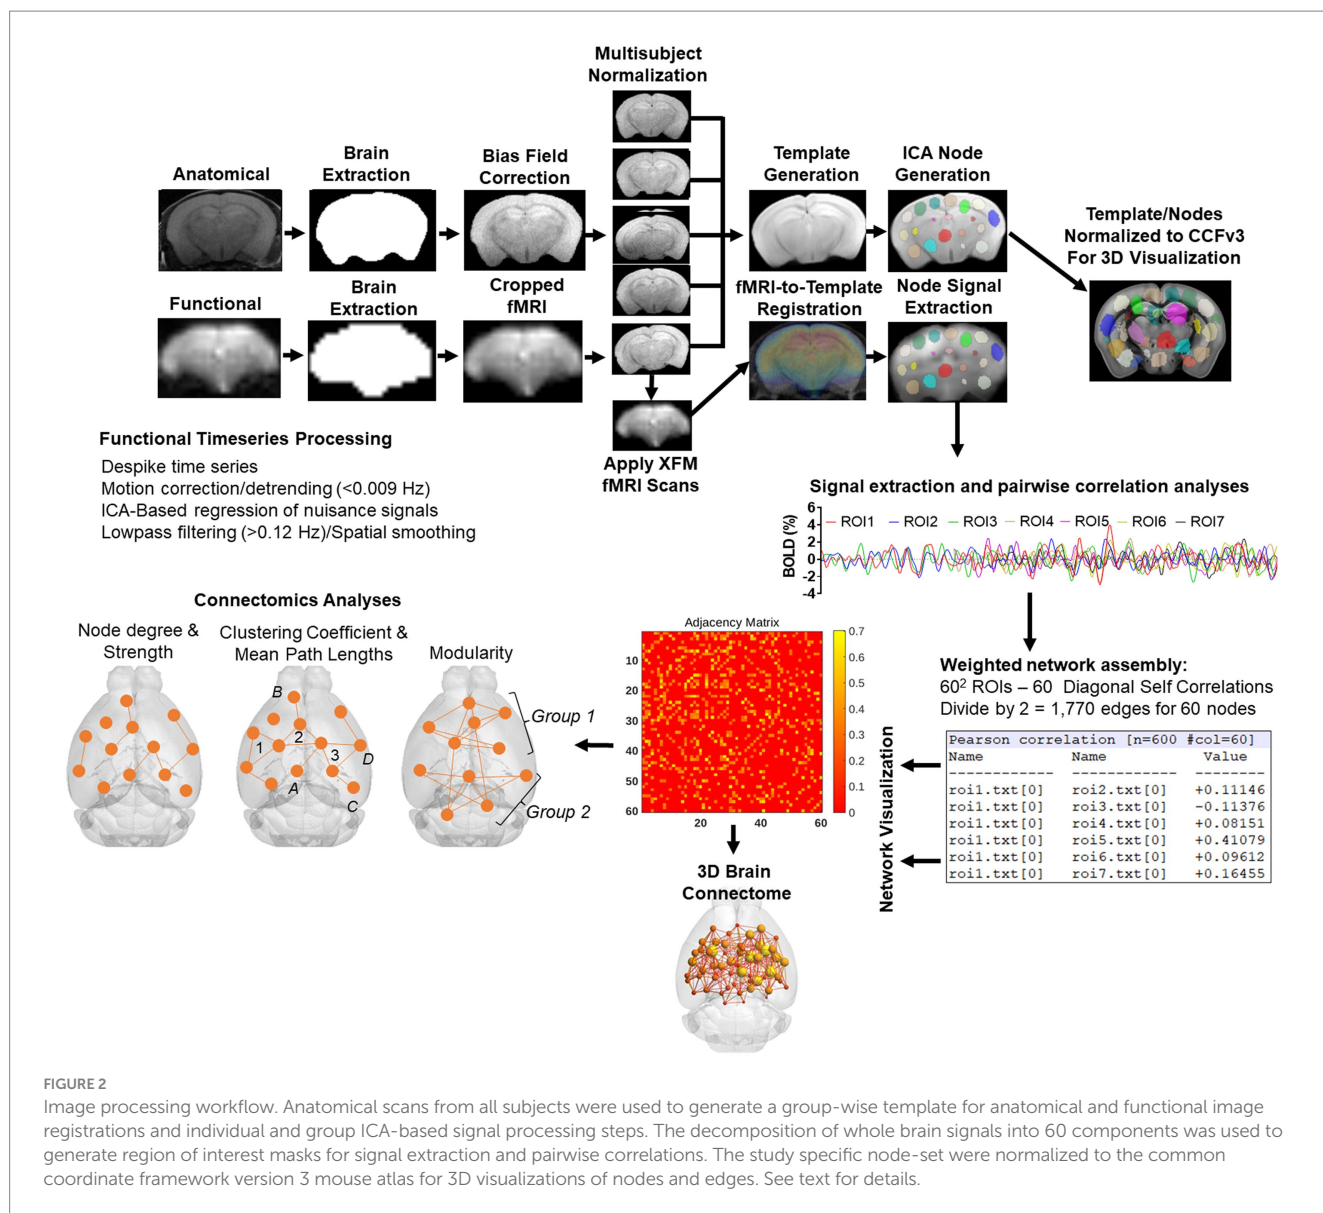 Multisubject
Normalization
Anatomical
Brain
Extraction
Bias Field
Correction
Template
Generation
ICA Node
Generation
Template/Nodes
Normalized to CCFv3
For 3D Visualization
Functional
Brain
Extraction
Cropped
fMRI
fMRI-to-Template
Registration
Node Signal
Extraction
Apply XFM
fMRI Scans
Functional Timeseries Processing
Despike time series
Motion correction/detrending (<0.009 Hz)
ICA-Based regression of nuisance signals
Lowpass filtering (>0.12 Hz)/Spatial smoothing
Signal extraction and pairwise correlation analyses
BOLD (%)
6
4
2
0
-2
-4
ROI1 ROI2 ROI3 ROI4 ROI5 ROI6 ROI7
Weighted network assembly:
60² ROIs – 60 Diagonal Self Correlations
Divide by 2 = 1,770 edges for 60 nodes
Pearson correlation [n=600 #col=60]
Name Name Value
------------- ------------- ---------
roi1.txt[0] roi2.txt[0] +0.11146
roi1.txt[0] roi3.txt[0] -0.11376
roi1.txt[0] roi4.txt[0] +0.08151
roi1.txt[0] roi5.txt[0] +0.41079
roi1.txt[0] roi6.txt[0] +0.09612
roi1.txt[0] roi7.txt[0] +0.16455
Network Visualization
Adjacency Matrix
10
20
30
40
50
60
20 40 60
0.7
0.6
0.5
0.4
0.3
0.2
0.1
0
3D Brain
Connectome
Connectomics Analyses
Node degree &
Strength
Clustering Coefficient &
Mean Path Lengths
Modularity
B
1
2
3
D
A
C
Group 1
Group 2
FIGURE 2
Image processing workflow. Anatomical scans from all subjects were used to generate a group-wise template for anatomical and functional image
registrations and individual and group ICA-based signal processing steps. The decomposition of whole brain signals into 60 components was used to
generate region of interest masks for signal extraction and pairwise correlations. The study specific node-set were normalized to the common
coordinate framework version 3 mouse atlas for 3D visualizations of nodes and edges. See text for details.